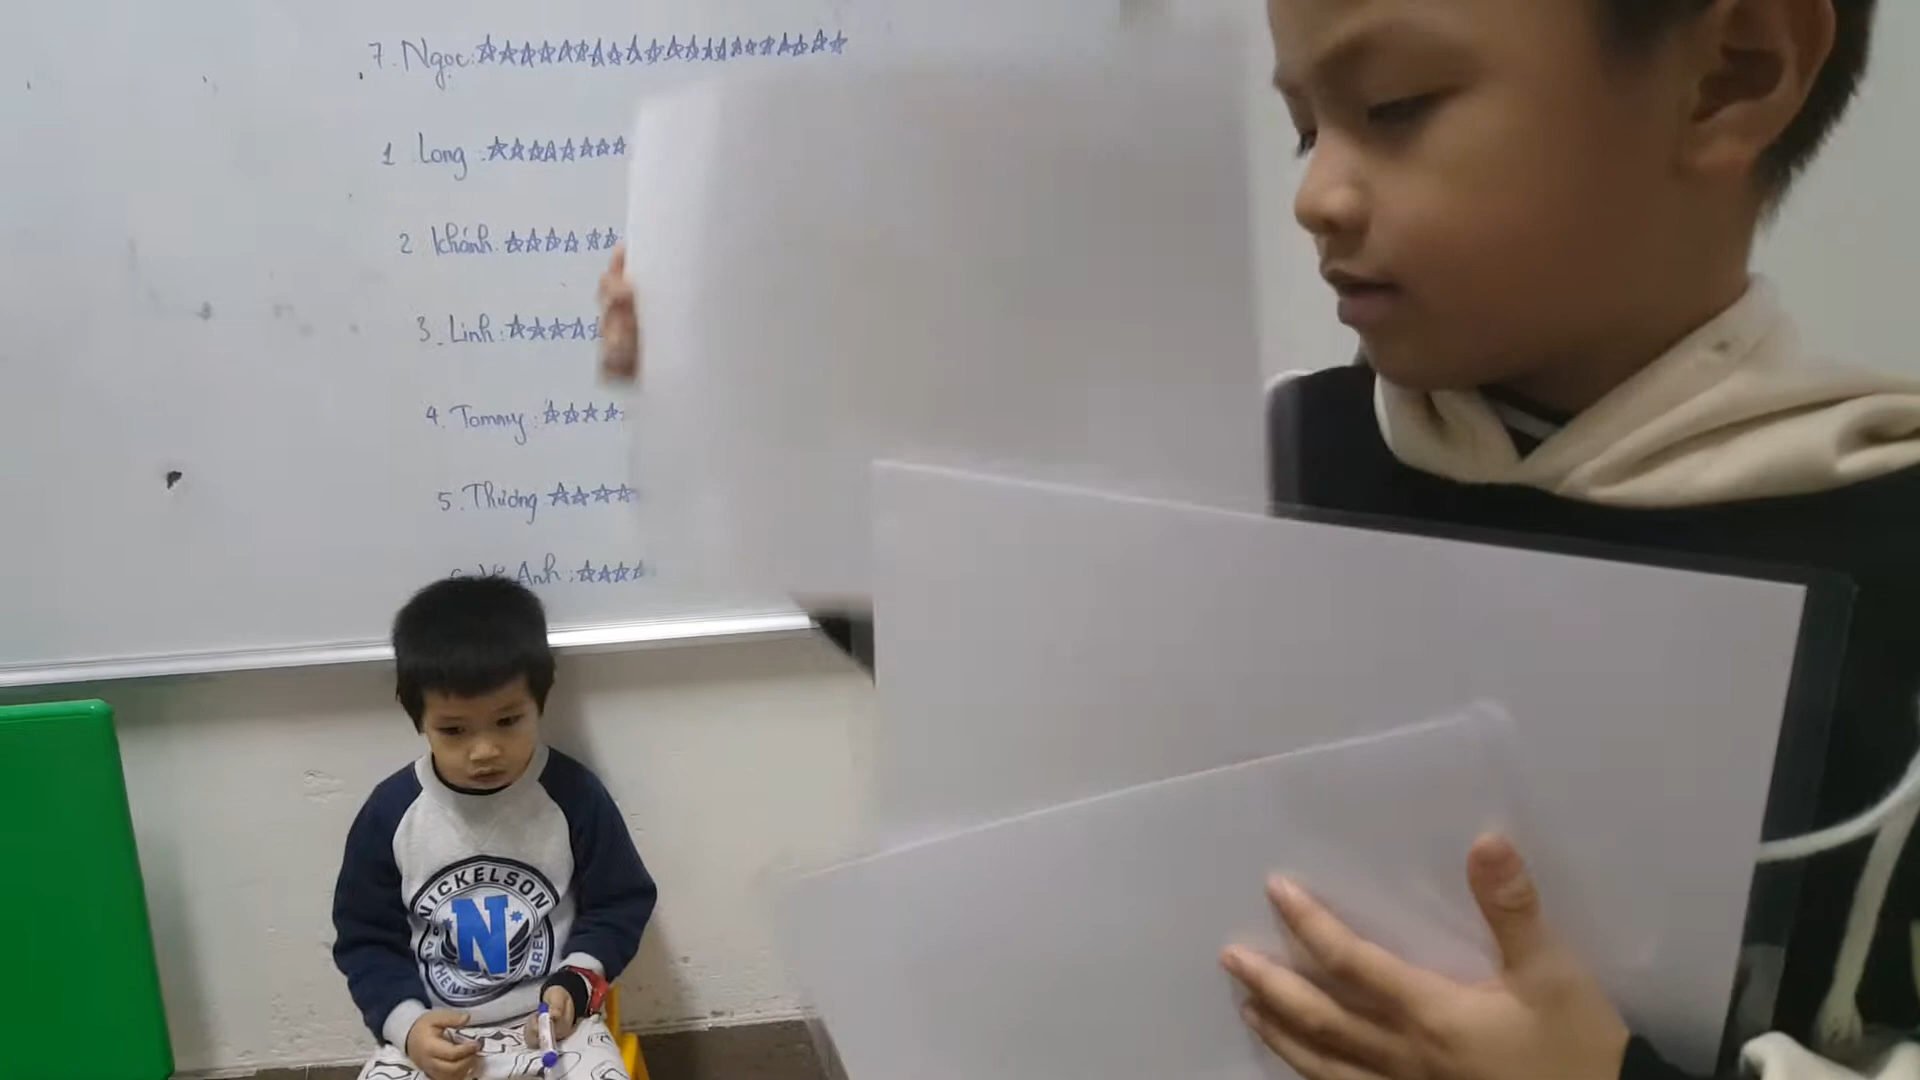 7. Ngọc: ☆☆☆☆☆☆☆☆☆☆☆☆☆☆☆☆☆☆☆
1 Long : ☆☆☆☆☆☆☆
2 Khánh: ☆☆☆☆☆☆
3. Linh: ☆☆☆☆☆
4. Tommy: ☆☆☆☆
5. Thương ☆☆☆☆
Anh : ☆☆☆☆
NICKELSON
N